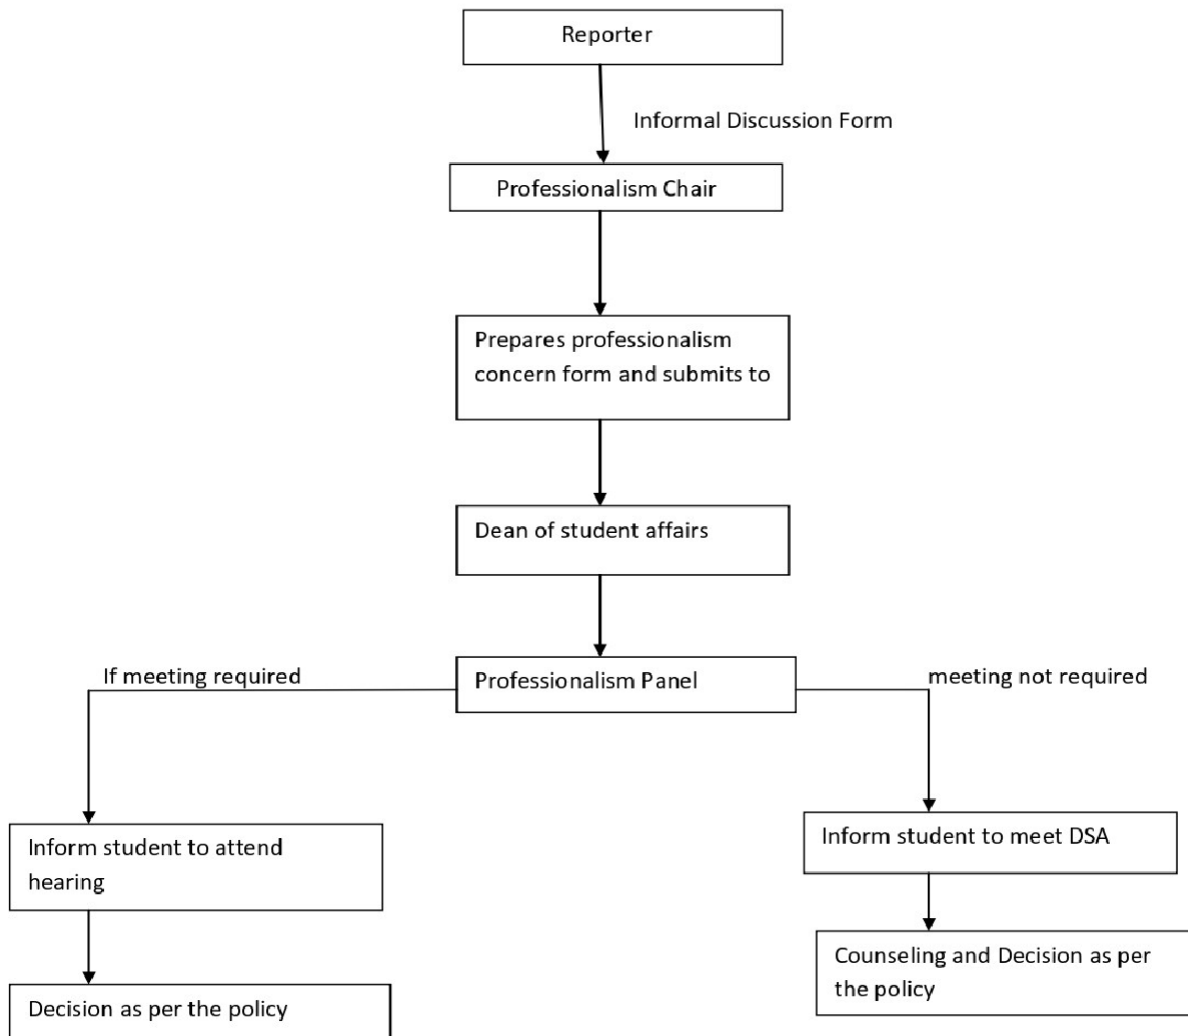 Reporter
Informal Discussion Form
Professionalism Chair
Prepares professionalism
concern form and submits to
Dean of student affairs
If meeting required
Professionalism Panel
meeting not required
Inform student to attend
hearing
Inform student to meet DSA
Decision as per the policy
Counseling and Decision as per
the policy